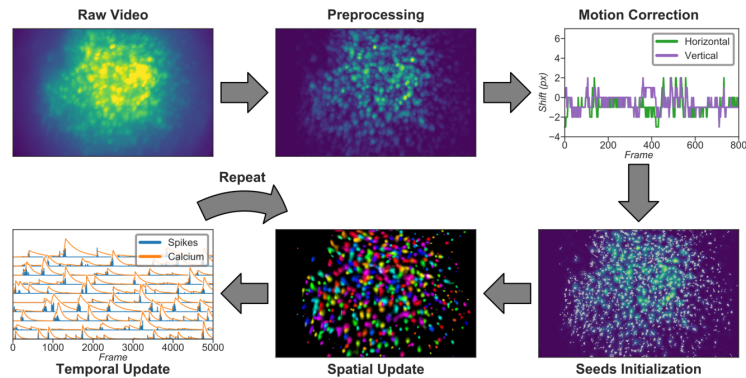 Raw Video
Preprocessing
Motion Correction
Horizontal
Vertical
Shift (px)
6
4
2
0
−2
−4
0 200 400 600 800
Frame
Repeat
Spikes
Calcium
0 1000 2000 3000 4000 5000
Frame
Temporal Update
Spatial Update
Seeds Initialization